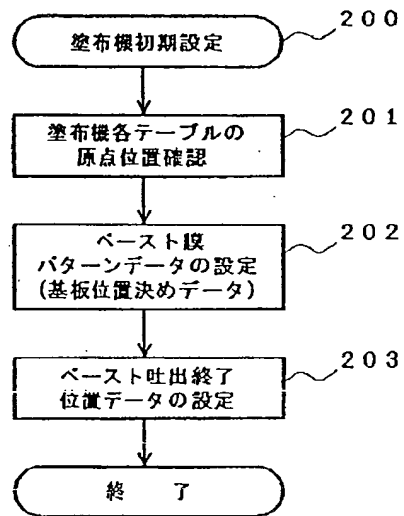 塗布機初期設定
200
塗布機各テーブルの
原点位置確認
201
ペースト膜
パターンデータの設定
(基板位置決めデータ)
202
ペースト吐出終了
位置データの設定
203
終 了